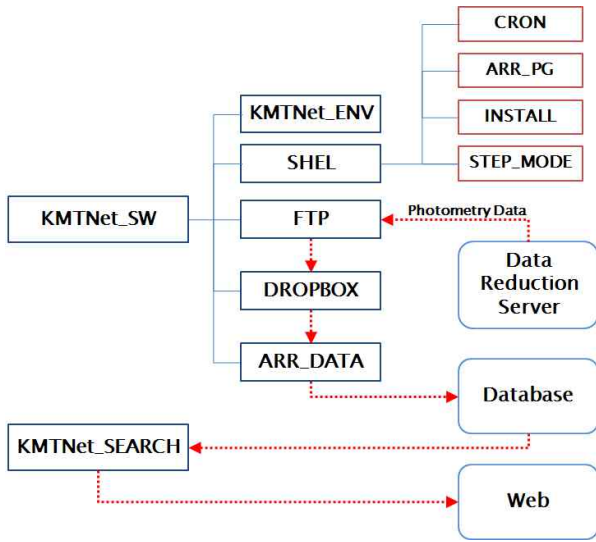 CRON
ARR_PG
KMTNet_ENV
INSTALL
SHEL
STEP_MODE
KMTNet_SW
FTP
Photometry Data
Data
Reduction
Server
DROPBOX
ARR_DATA
Database
KMTNet_SEARCH
Web